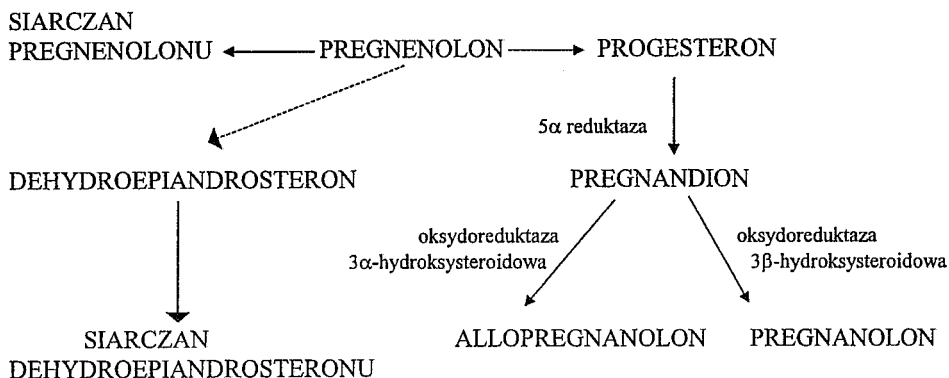 SIARCZAN
PREGNENOLONU
PREGNENOLON
PROGESTERON
5α reduktaza
DEHYDROEPIANDROSTERON
PREGNANDION
oksydoreduktaza
3α-hydroksysteroidowa
oksydoreduktaza
3β-hydroksysteroidowa
SIARCZAN
DEHYDROEPIANDROSTERONU
ALLOPREGNANOLON
PREGNANOLON